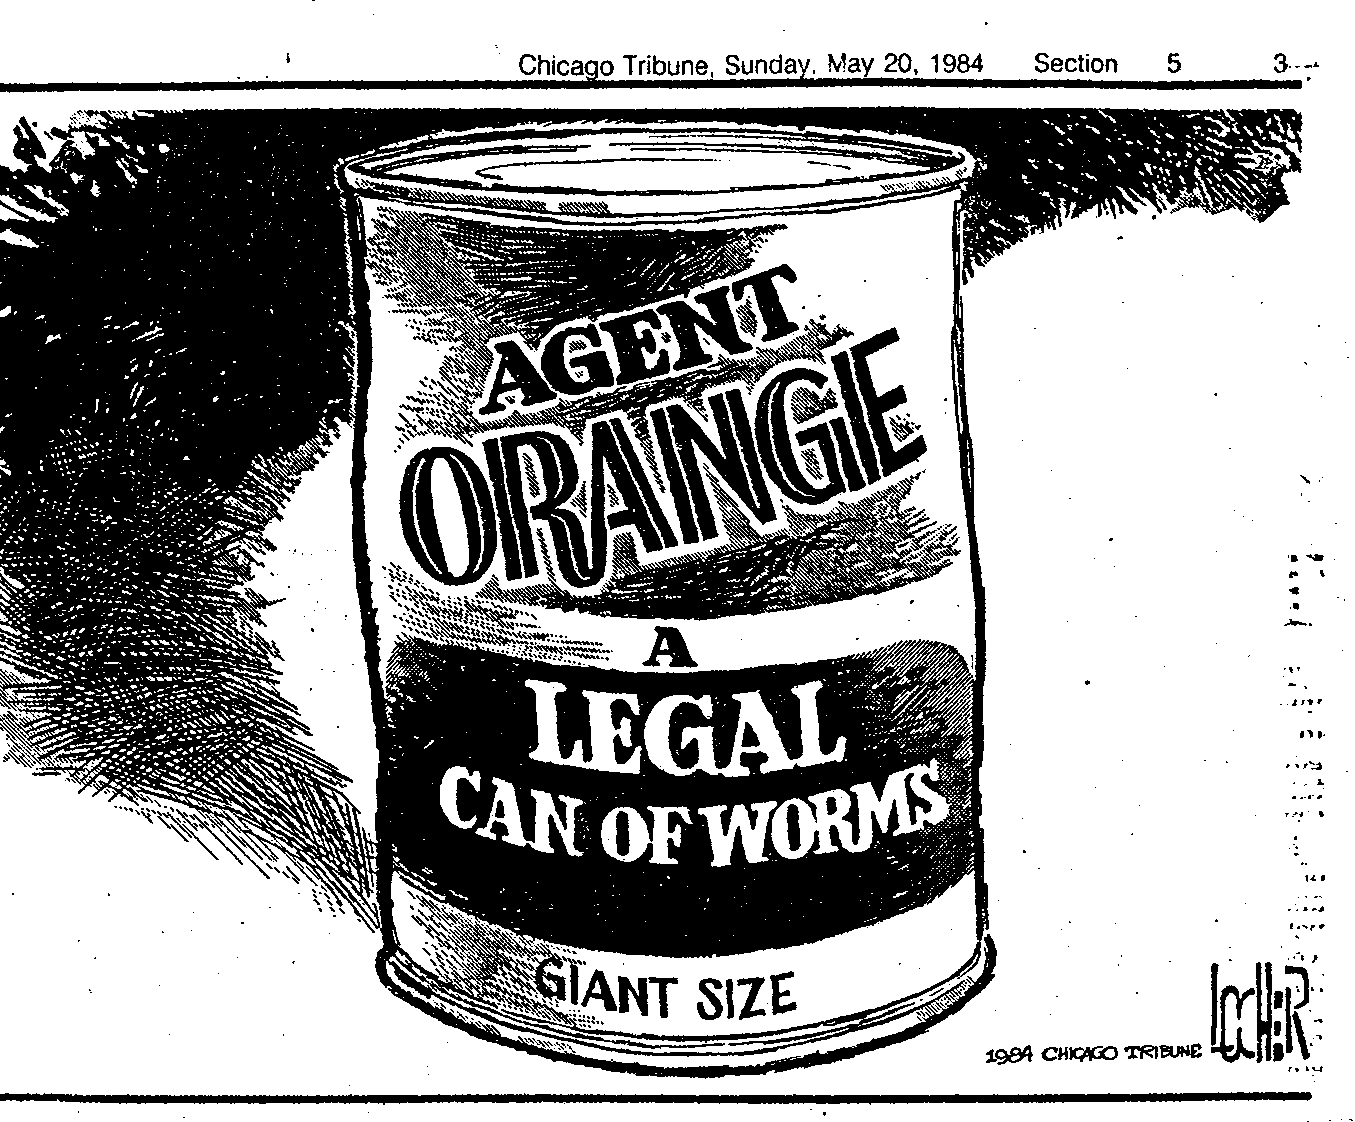 Chicago Tribune, Sunday, May 20, 1984 Section 5 3
AGENT
ORANGE
A
LEGAL
CAN OF WORMS
GIANT SIZE
1984 CHICAGO TRIBUNE LOCHER